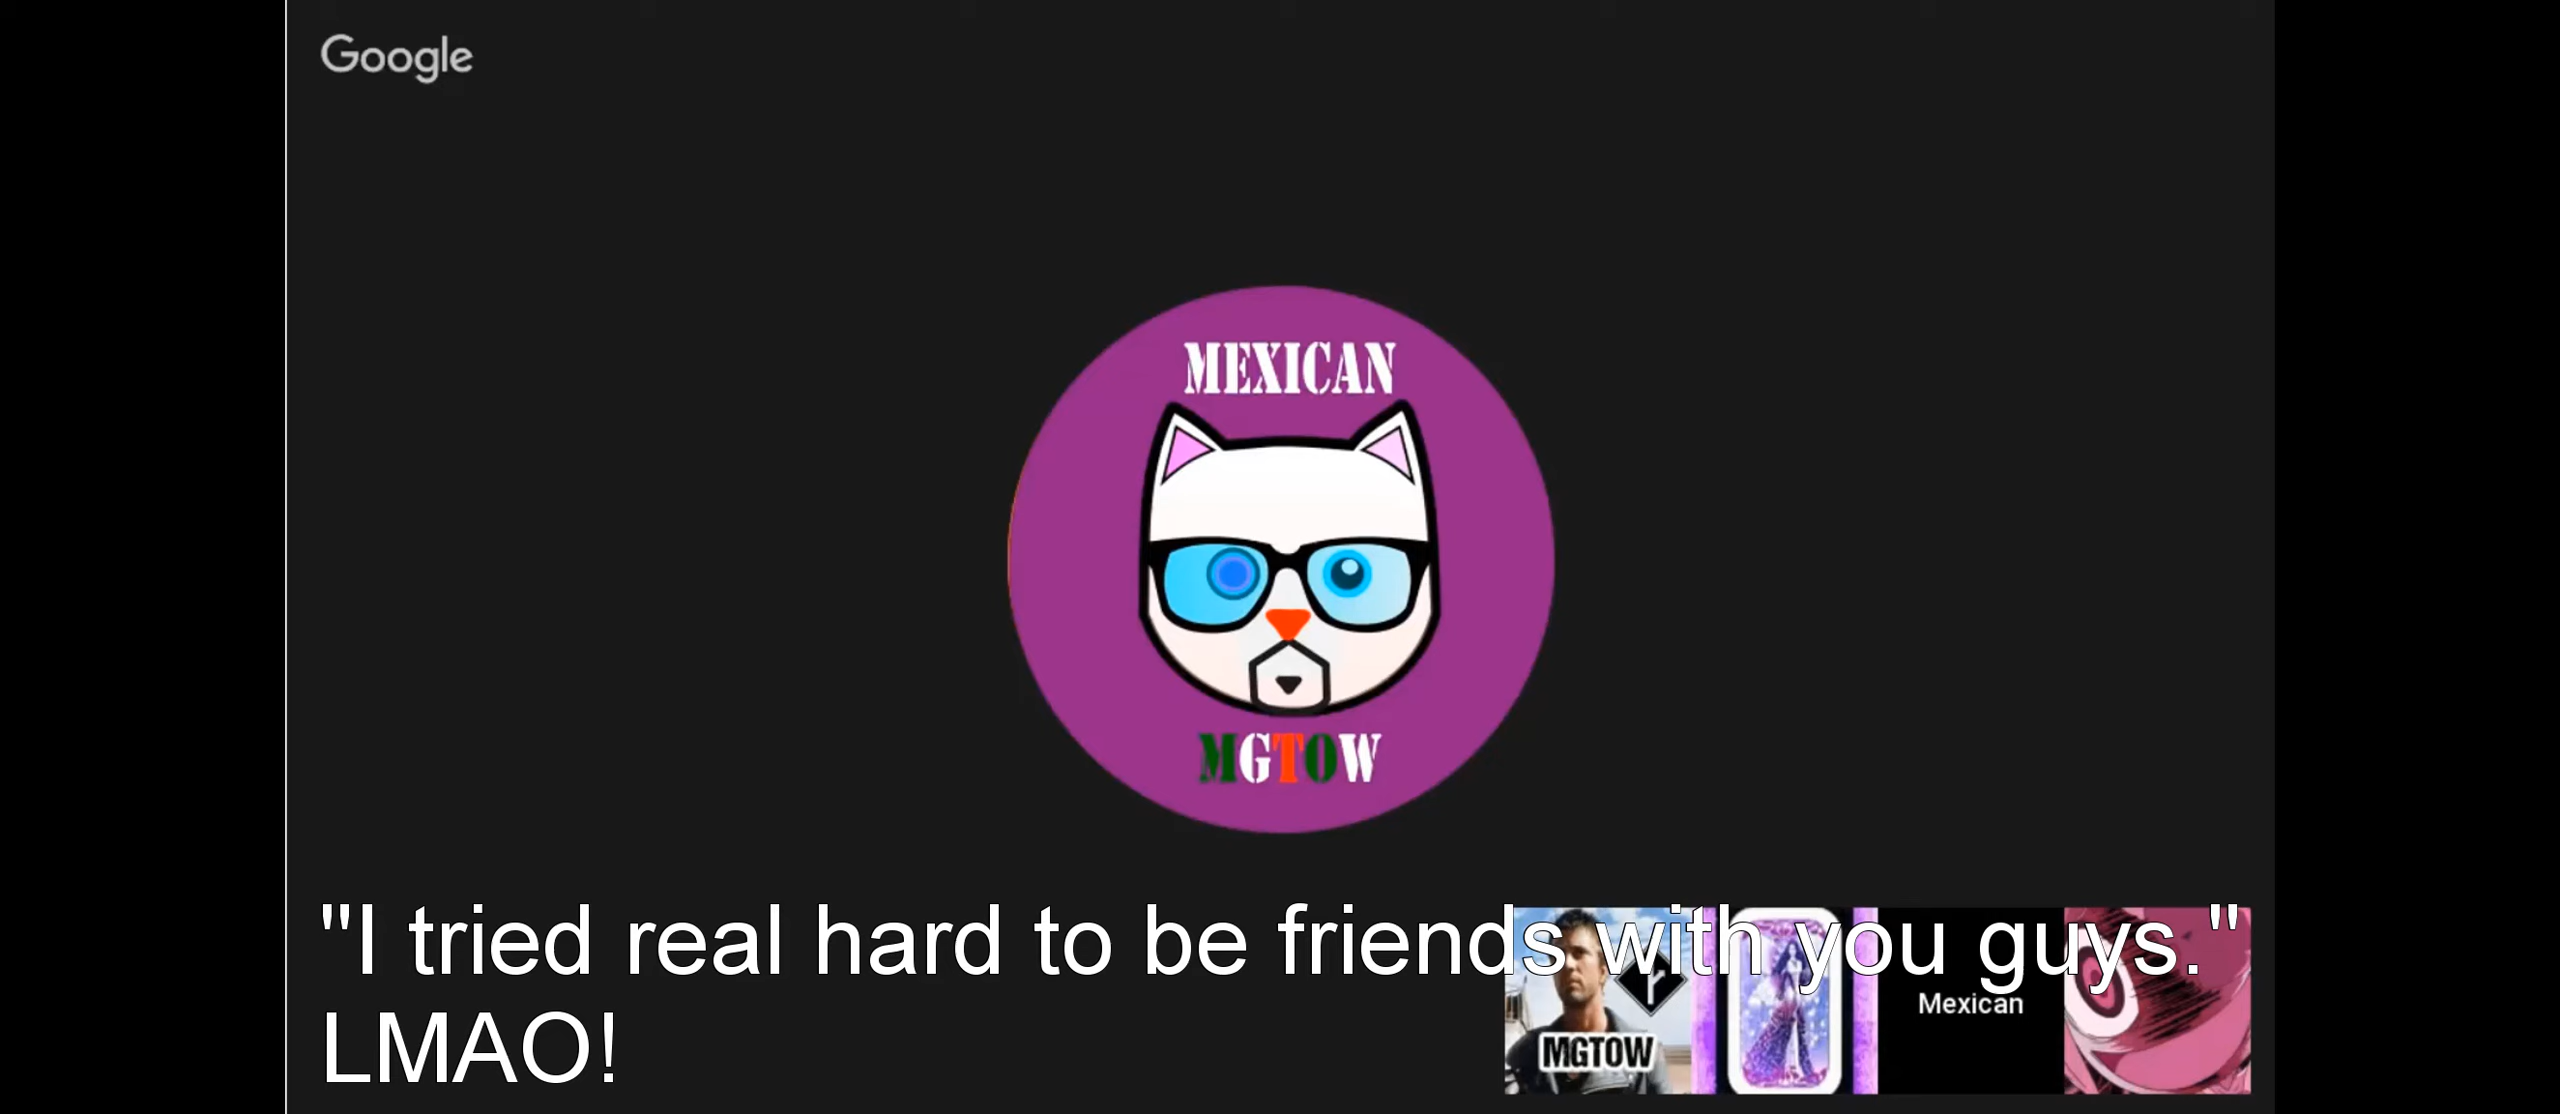 Google
MEXICAN
MGTOW
"I tried real hard to be friends with you guys."
LMAO!
MGTOW
Mexican